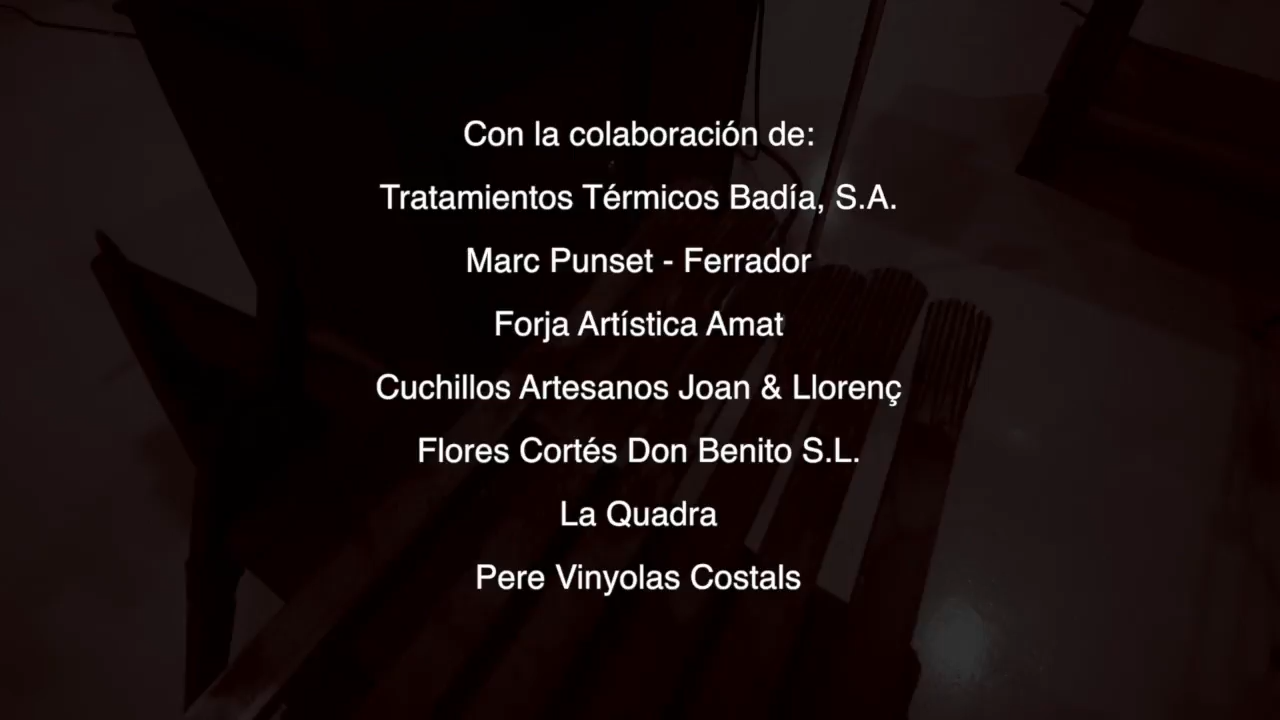 Con la colaboración de:
Tratamientos Térmicos Badía, S.A.
Marc Punset - Ferrador
Forja Artística Amat
Cuchillos Artesanos Joan & Llorenç
Flores Cortés Don Benito S.L.
La Quadra
Pere Vinyolas Costals